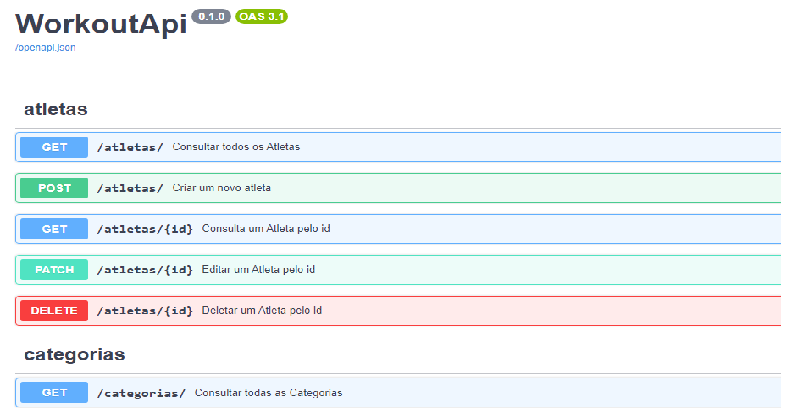 WorkoutApi 0.1.0 OAS 3.1
/openapi.json
atletas
GET /atletas/ Consultar todos os Atletas
POST /atletas/ Criar um novo atleta
GET /atletas/{id} Consulta um Atleta pelo id
PATCH /atletas/{id} Editar um Atleta pelo id
DELETE /atletas/{id} Deletar um Atleta pelo id
categorias
GET /categorias/ Consultar todas as Categorias